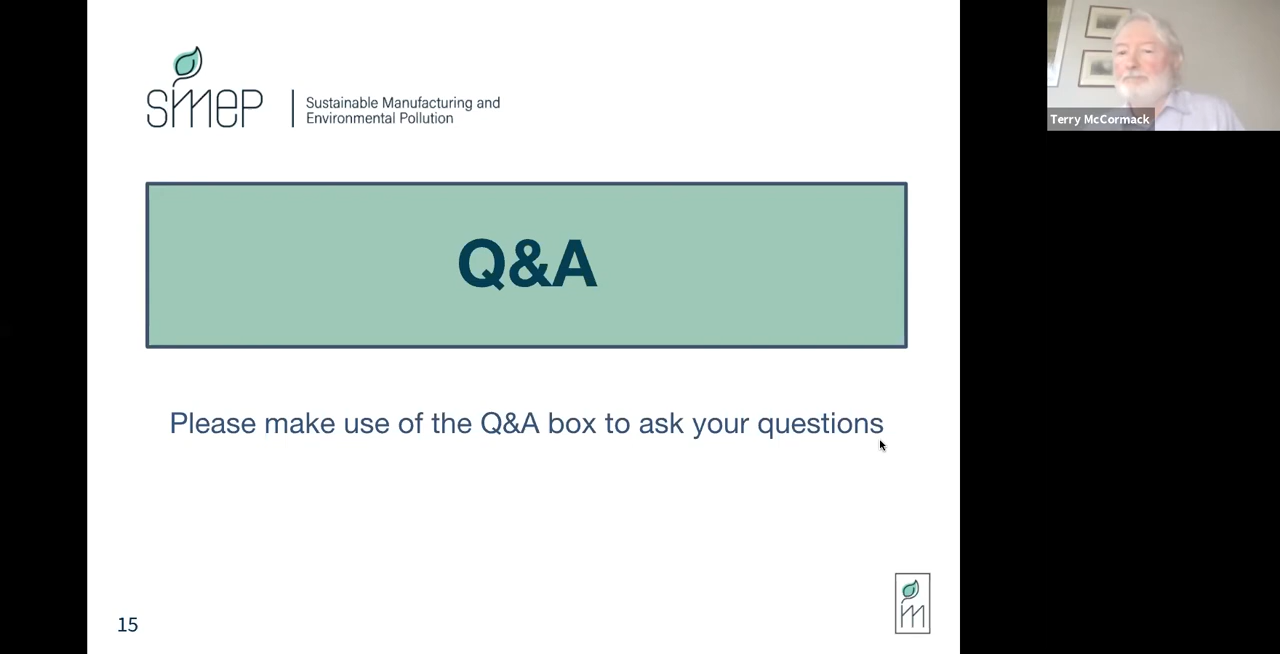 smep
Sustainable Manufacturing and
Environmental Pollution
Terry McCormack
Q&A
Please make use of the Q&A box to ask your questions
15
m